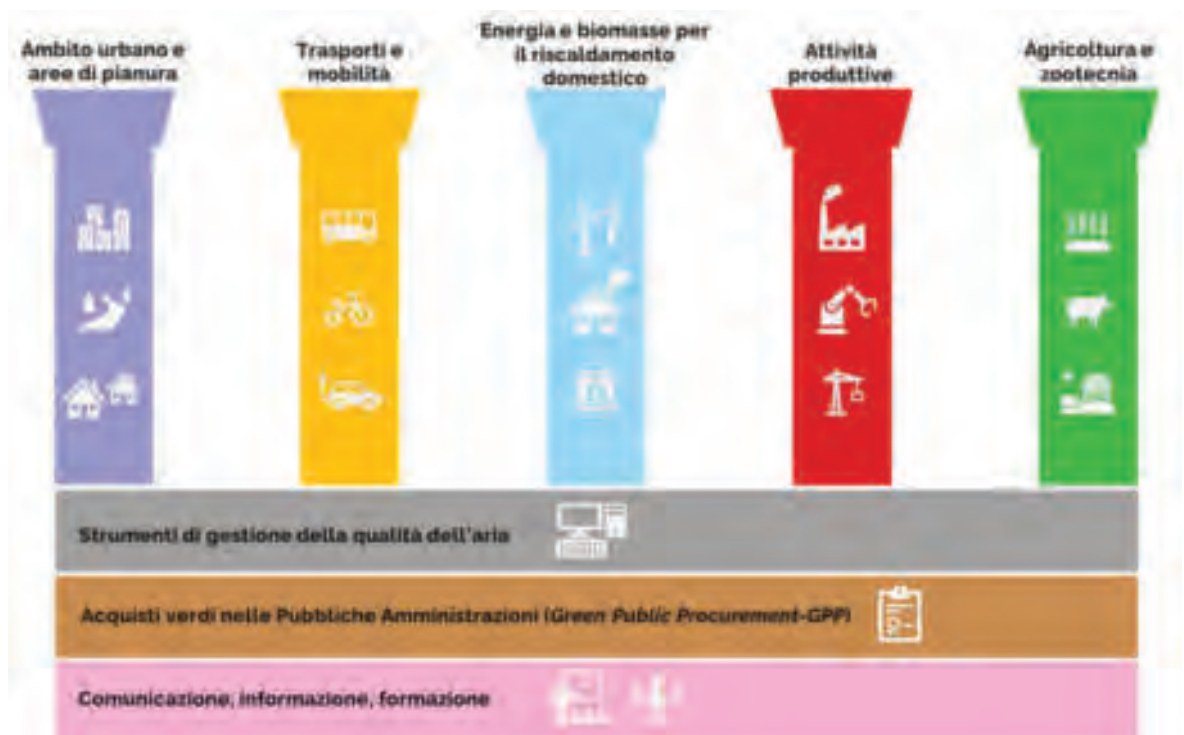 Ambito urbano e
aree di pianura
Trasporti e
mobilità
Energia e biomasse per
il riscaldamento
domestico
Attività
produttive
Agricoltura e
zootecnia
Strumenti di gestione della qualità dell'aria
Acquisti verdi nelle Pubbliche Amministrazioni (Green Public Procurement-GPP)
Comunicazione, informazione, formazione